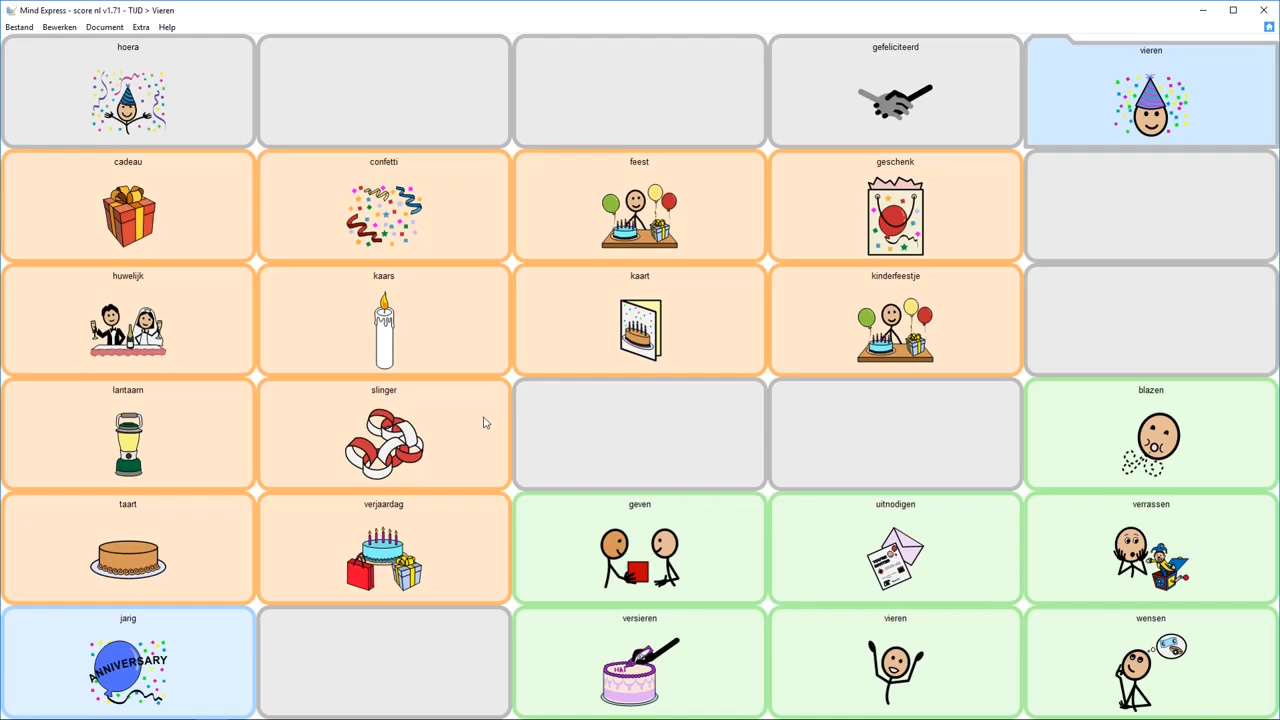 Mind Express - score nl v1.71 - TIJD > Vieren
Bestand Bewerken Document Extra Help
hoera
gefeliciteerd
vieren
cadeau
confetti
feest
geschenk
huwelijk
kaars
kaart
kinderfeestje
lantaarn
slinger
blazen
taart
verjaardag
geven
uitnodigen
verrassen
jarig
ANNIVERSARY
versieren
vieren
wensen